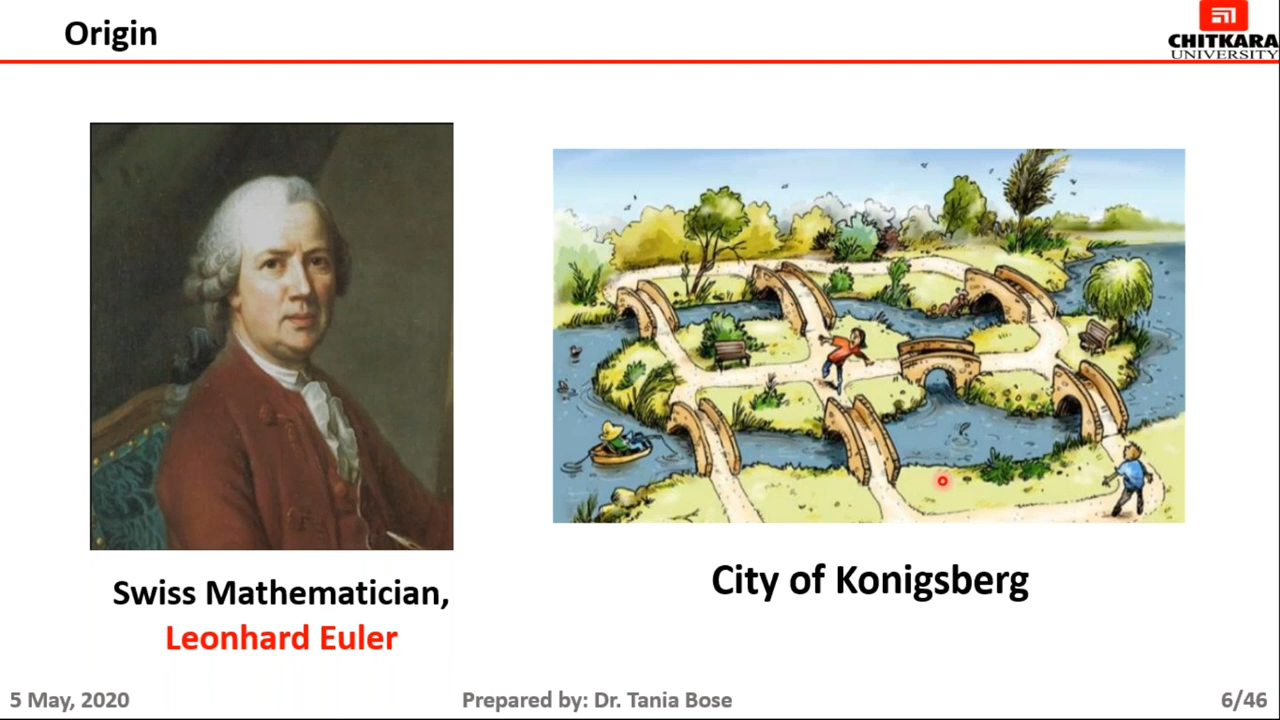 Origin
CHITKARA
UNIVERSITY
Swiss Mathematician,
Leonhard Euler
City of Konigsberg
5 May, 2020
Prepared by: Dr. Tania Bose
6/46